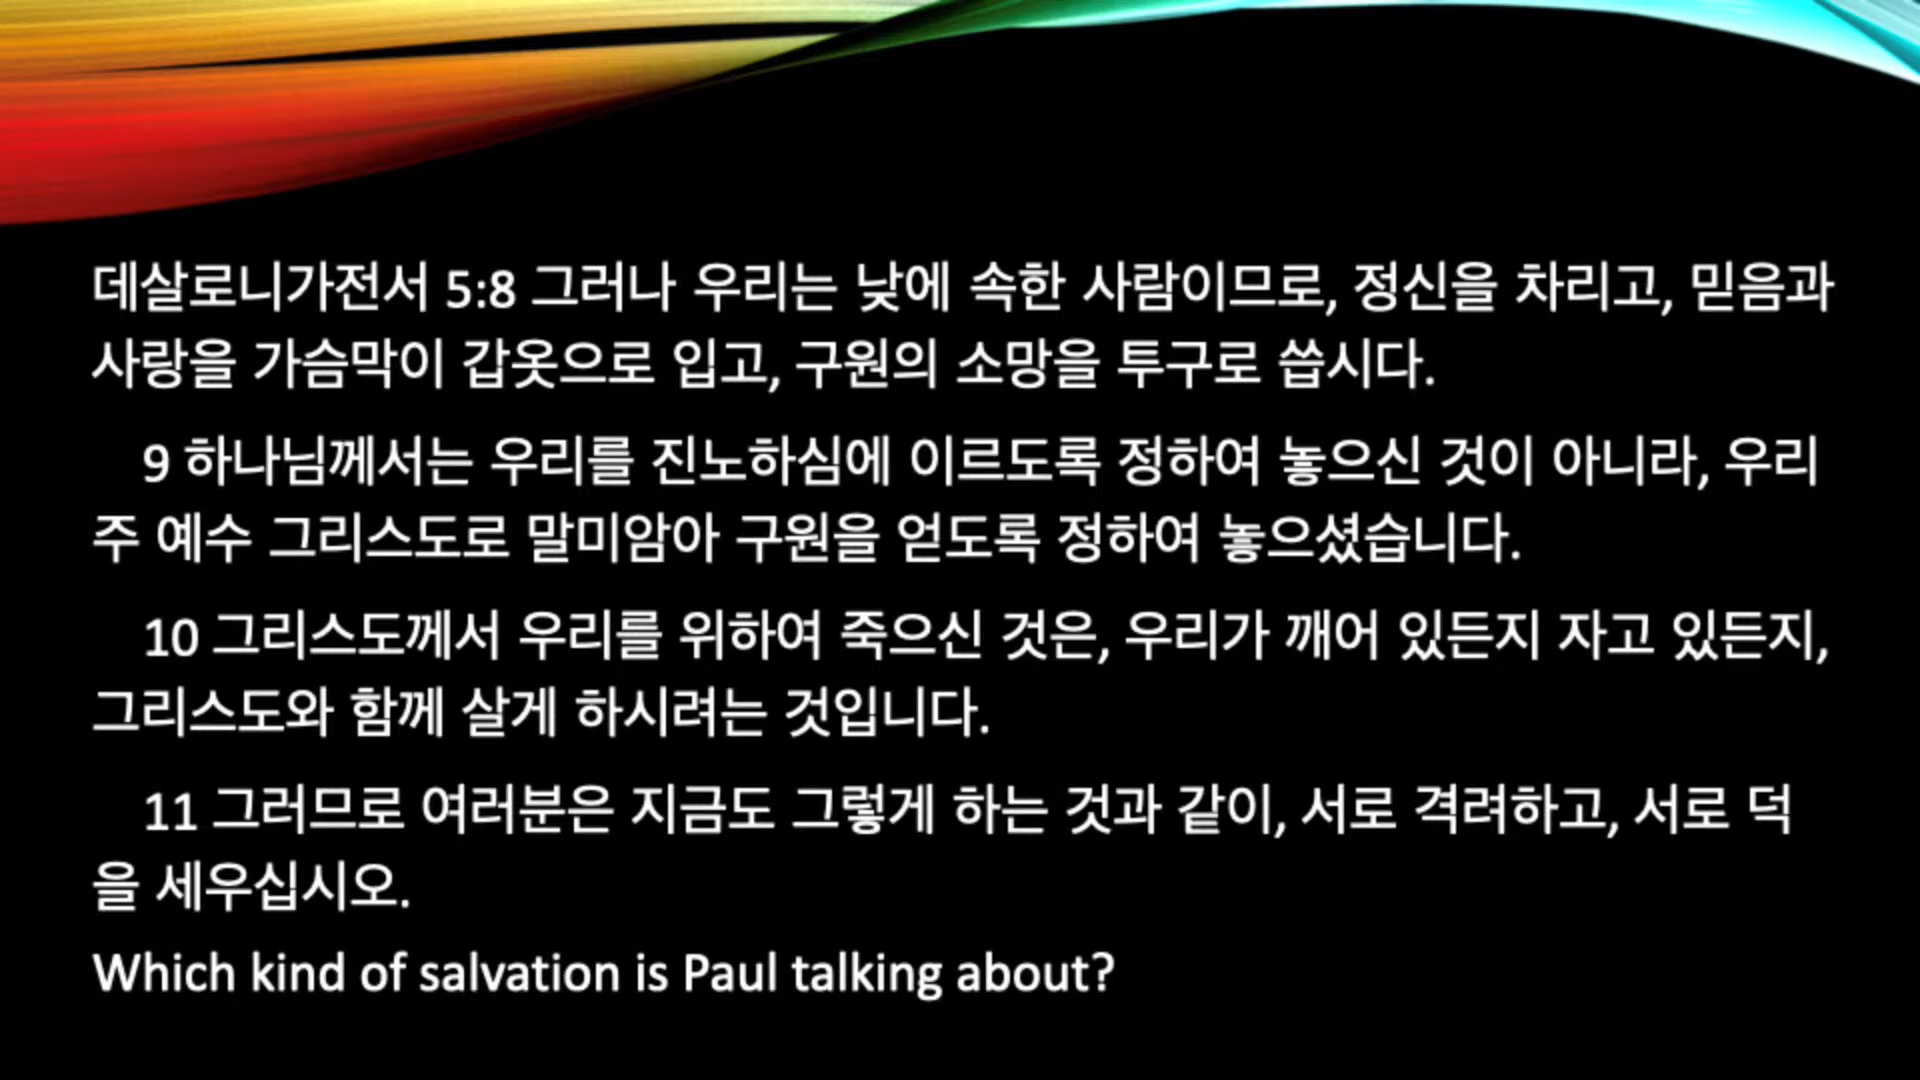 데살로니가전서 5:8 그러나 우리는 낮에 속한 사람이므로, 정신을 차리고, 믿음과
사랑을 가슴막이 갑옷으로 입고, 구원의 소망을 투구로 씁시다.
9 하나님께서는 우리를 진노하심에 이르도록 정하여 놓으신 것이 아니라, 우리
주 예수 그리스도로 말미암아 구원을 얻도록 정하여 놓으셨습니다.
10 그리스도께서 우리를 위하여 죽으신 것은, 우리가 깨어 있든지 자고 있든지,
그리스도와 함께 살게 하시려는 것입니다.
11 그러므로 여러분은 지금도 그렇게 하는 것과 같이, 서로 격려하고, 서로 덕
을 세우십시오.
Which kind of salvation is Paul talking about?